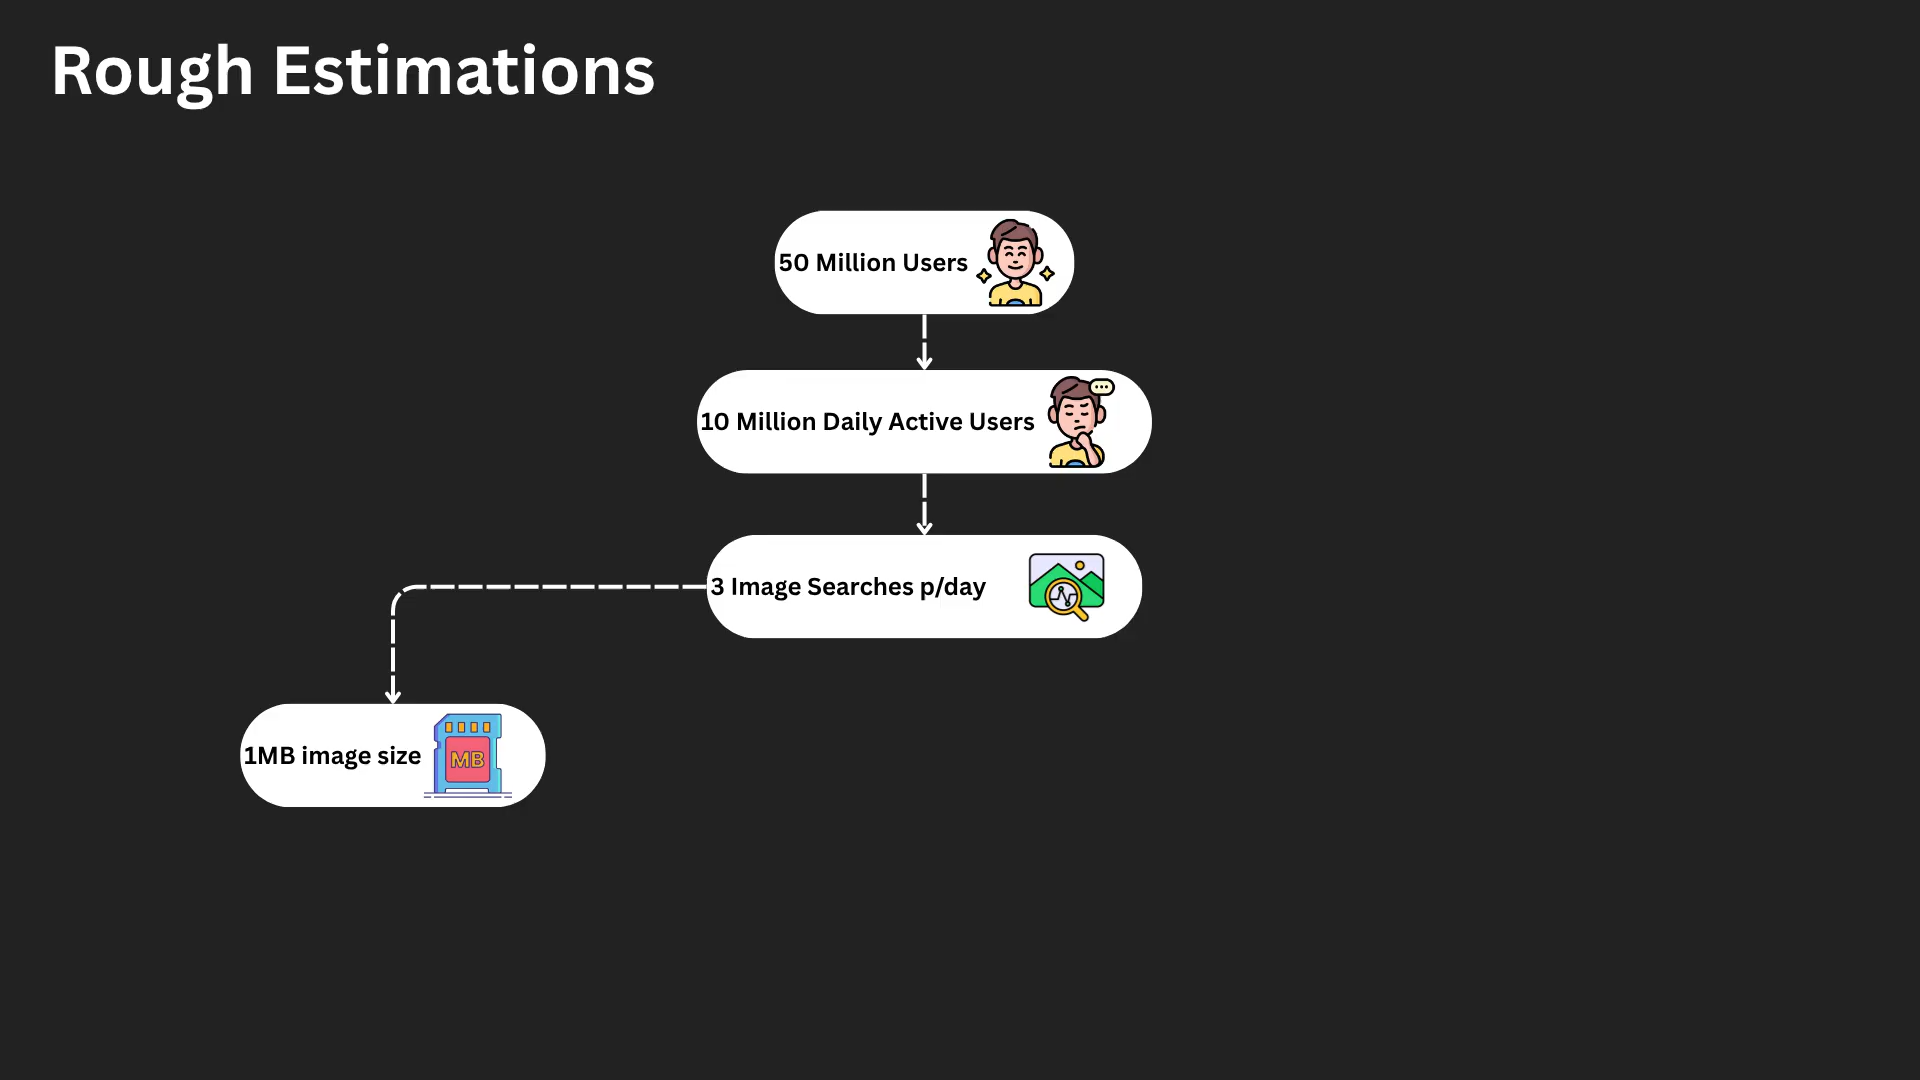 Rough Estimations
50 Million Users
10 Million Daily Active Users
3 Image Searches p/day
1MB image size
MB